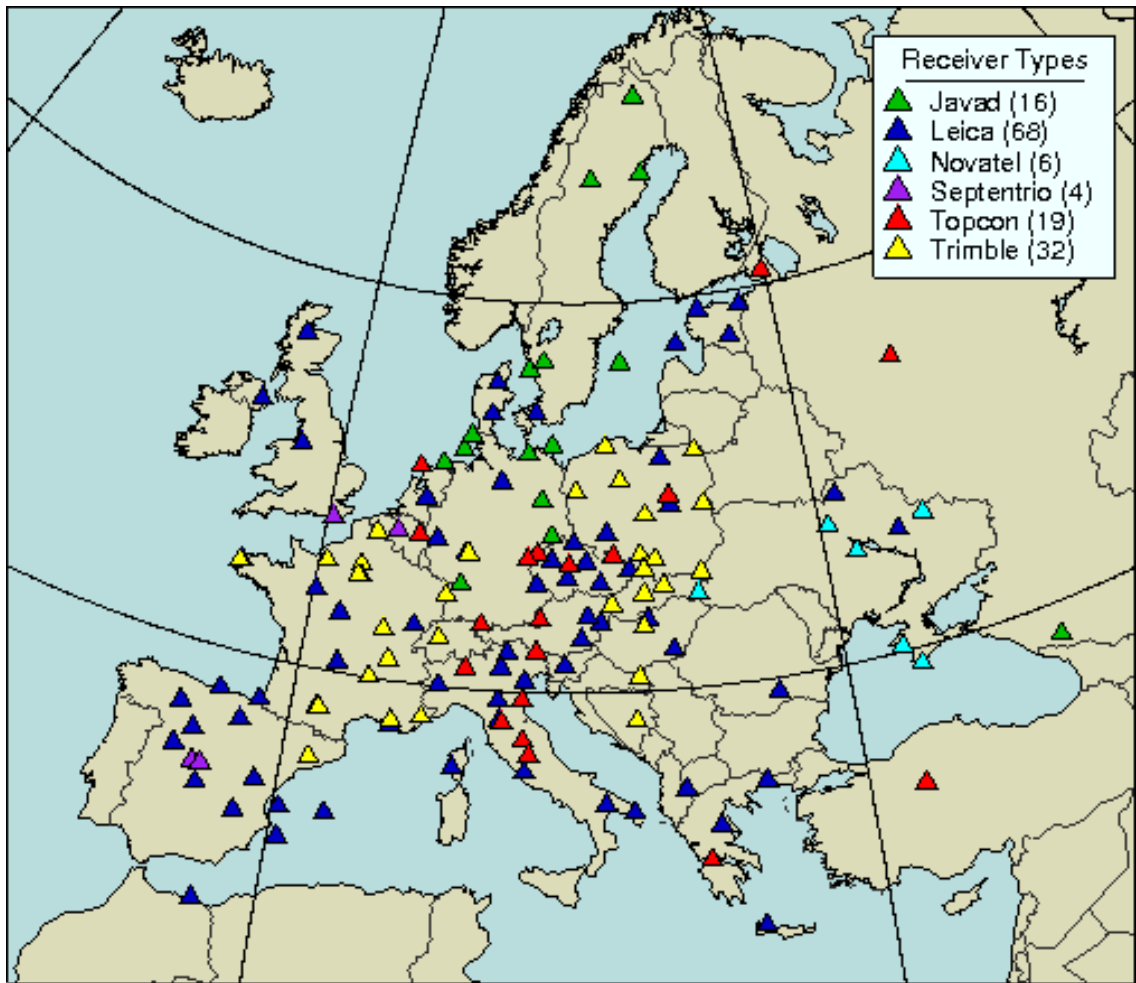 Receiver Types
Javad (16)
Leica (68)
Novatel (6)
Septentrio (4)
Topcon (19)
Trimble (32)